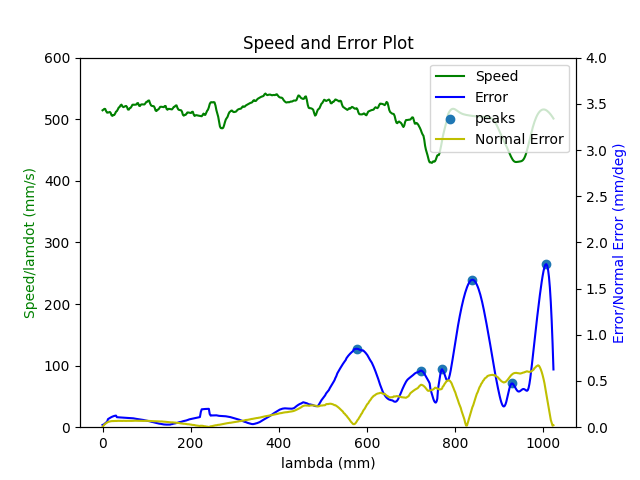 Speed and Error Plot
600
500
400
300
200
100
0
Speed/lamdot (mm/s)
4.0
3.5
3.0
2.5
2.0
1.5
1.0
0.5
0.0
Error/Normal Error (mm/deg)
Speed
Error
peaks
Normal Error
0 200 400 600 800 1000
lambda (mm)